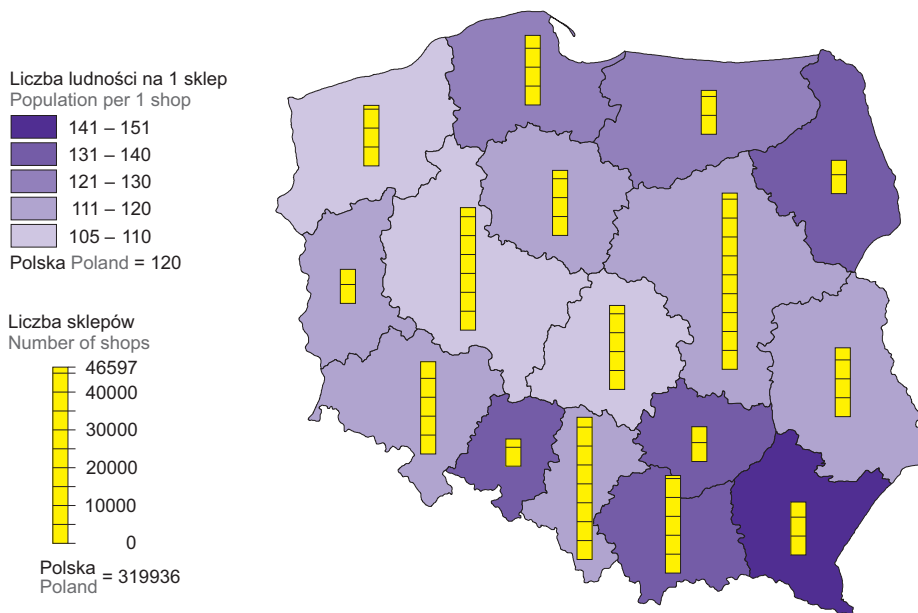 Liczba ludności na 1 sklep
Population per 1 shop
141 – 151
131 – 140
121 – 130
111 – 120
105 – 110
Polska Poland = 120
Liczba sklepów
Number of shops
46597
40000
30000
20000
10000
0
Polska
Poland = 319936